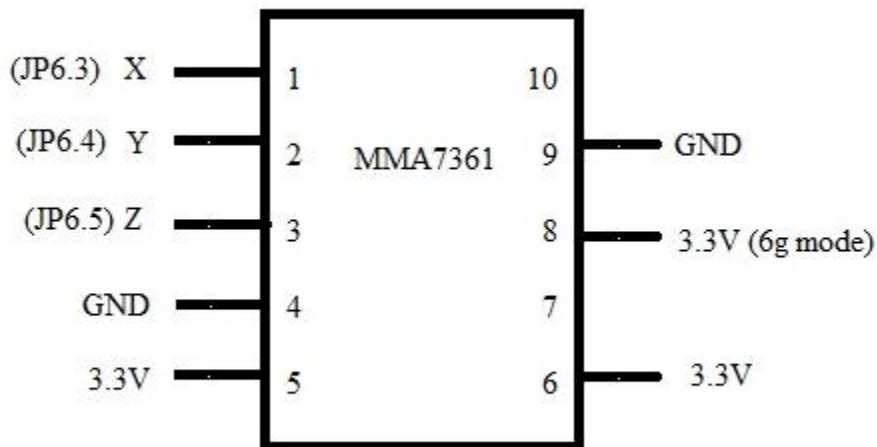 (JP6.3) X 1 10
(JP6.4) Y 2 MMA7361 9 GND
(JP6.5) Z 3 8 3.3V (6g mode)
GND 4 7
3.3V 5 6 3.3V